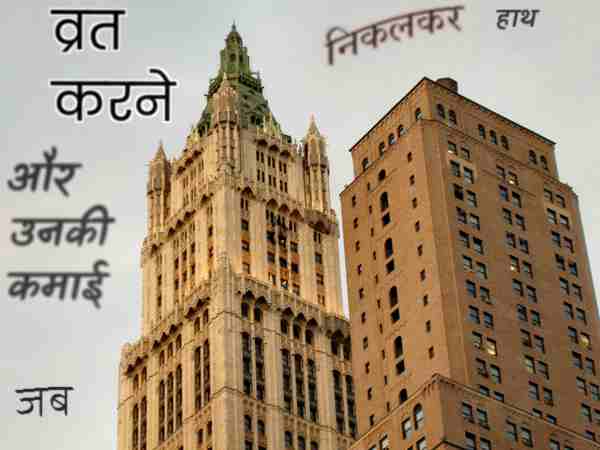 व्रत
करने
निकलकर
हाथ
और
उनकी
कमाई
जब